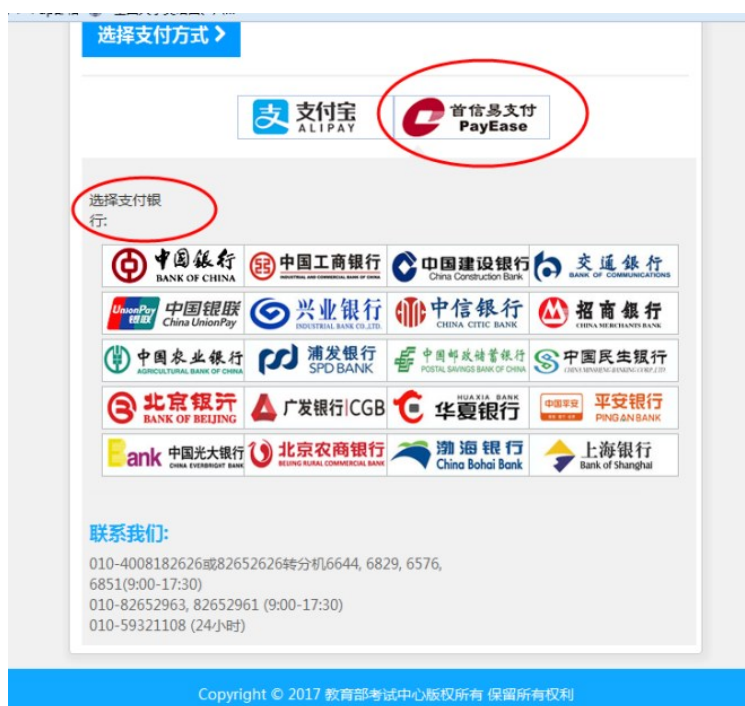 选择支付方式
支付宝
ALIPAY
首信易支付
PayEase
选择支付银
行:
中国银行
BANK OF CHINA
中国工商银行
INDUSTRIAL AND COMMERCIAL BANK OF CHINA
中国建设银行
China Construction Bank
交通银行
BANK OF COMMUNICATIONS
UnionPay
银联
中国银联
China UnionPay
兴业银行
INDUSTRIAL BANK CO.,LTD.
中信银行
CHINA CITIC BANK
招商银行
CHINA MERCHANTS BANK
中国农业银行
AGRICULTURAL BANK OF CHINA
浦发银行
SPD BANK
中国邮政储蓄银行
POSTAL SAVINGS BANK OF CHINA
中国民生银行
CHINA MINSHENG BANKING CORP.,LTD.
北京银行
BANK OF BEIJING
广发银行|CGB
HUAXIA BANK
华夏银行
中国平安
平安银行
PING AN BANK
Bank
中国光大银行
CHINA EVERBRIGHT BANK
北京农商银行
BEIJING RURAL COMMERCIAL BANK
渤海银行
China Bohai Bank
上海银行
Bank of Shanghai
联系我们:
010-4008182626或82652626转分机6644, 6829, 6576,
6851(9:00-17:30)
010-82652963, 82652961 (9:00-17:30)
010-59321108 (24小时)
Copyright © 2017 教育部考试中心版权所有 保留所有权利